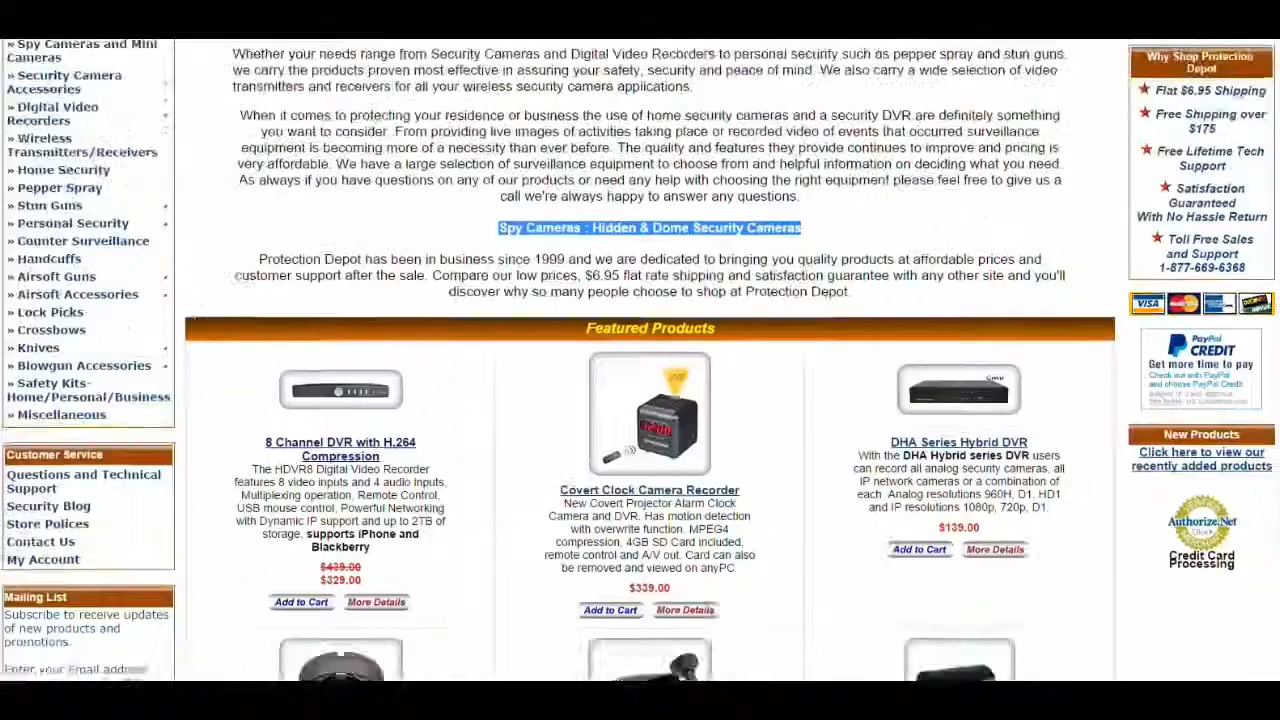 » Spy Cameras and Mini
Cameras
» Security Camera
Accessories
» Digital Video
Recorders
» Wireless
Transmitters/Receivers
» Home Security
» Pepper Spray
» Stun Guns
» Personal Security
» Counter Surveillance
» Handcuffs
» Airsoft Guns
» Airsoft Accessories
» Lock Picks
» Crossbows
» Knives
» Blowgun Accessories
» Safety Kits-
Home/Personal/Business
» Miscellaneous
Customer Service
Questions and Technical
Support
Security Blog
Store Polices
Contact Us
My Account
Mailing List
Subscribe to receive updates
of new products and
promotions.
Enter your Email address
Whether your needs range from Security Cameras and Digital Video Recorders to personal security such as pepper spray and stun guns,
we carry the products proven most effective in assuring your safety, security and peace of mind. We also carry a wide selection of video
transmitters and receivers for all your wireless security camera applications.
When it comes to protecting your residence or business the use of home security cameras and a security DVR are definitely something
you want to consider. From providing live images of activities taking place or recorded video of events that occurred surveillance
equipment is becoming more of a necessity than ever before. The quality and features they provide continues to improve and pricing is
very affordable. We have a large selection of surveillance equipment to choose from and helpful information on deciding what you need.
As always if you have questions on any of our products or need any help with choosing the right equipment please feel free to give us a
call we're always happy to answer any questions.
Spy Cameras : Hidden & Dome Security Cameras
Protection Depot has been in business since 1999 and we are dedicated to bringing you quality products at affordable prices and
customer support after the sale. Compare our low prices, $6.95 flat rate shipping and satisfaction guarantee with any other site and you'll
discover why so many people choose to shop at Protection Depot.
Featured Products
8 Channel DVR with H.264
Compression
The HDVR8 Digital Video Recorder
features 8 video inputs and 4 audio inputs,
Multiplexing operation, Remote Control,
USB mouse control, Powerful Networking
with Dynamic IP support and up to 2TB of
storage. supports iPhone and
Blackberry
$439.00
$329.00
Add to Cart More Details
Covert Clock Camera Recorder
New Covert Projector Alarm Clock
Camera and DVR. Has motion detection
with overwrite function. MPEG4
compression, 4GB SD Card included,
remote control and A/V out. Card can also
be removed and viewed on anyPC.
$339.00
Add to Cart More Details
DHA Series Hybrid DVR
With the DHA Hybrid series DVR users
can record all analog security cameras, all
IP network cameras or a combination of
each. Analog resolutions 960H, D1, HD1
and IP resolutions 1080p, 720p, D1.
$139.00
Add to Cart More Details
Why Shop Protection
Depot
Flat $6.95 Shipping
Free Shipping over
$175
Free Lifetime Tech
Support
Satisfaction
Guaranteed
With No Hassle Return
Toll Free Sales
and Support
1-877-669-6368
VISA
PayPal
CREDIT
Get more time to pay
Check out with PayPal
and choose PayPal Credit
New Products
Click here to view our
recently added products
Authorize.Net
Credit Card
Processing